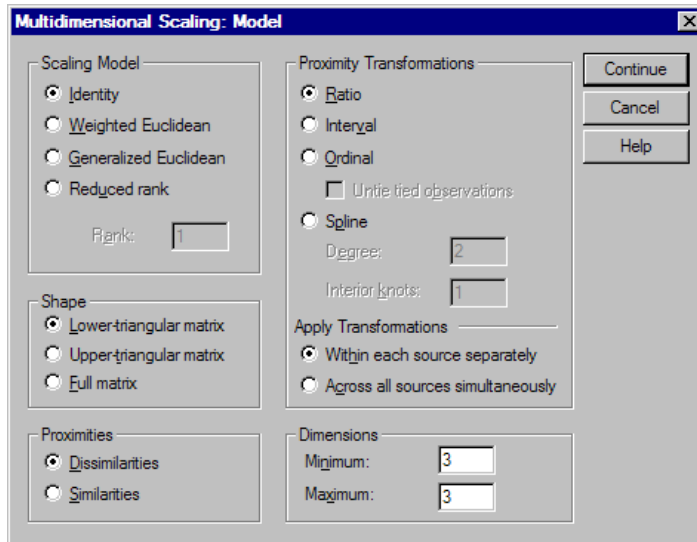 Multidimensional Scaling: Model
Scaling Model
Identity
Weighted Euclidean
Generalized Euclidean
Reduced rank
Rank: 1
Shape
Lower-triangular matrix
Upper-triangular matrix
Full matrix
Proximities
Dissimilarities
Similarities
Proximity Transformations
Ratio
Interval
Ordinal
Untie tied observations
Spline
Degree: 2
Interior knots: 1
Apply Transformations
Within each source separately
Across all sources simultaneously
Dimensions
Minimum: 3
Maximum: 3
Continue
Cancel
Help